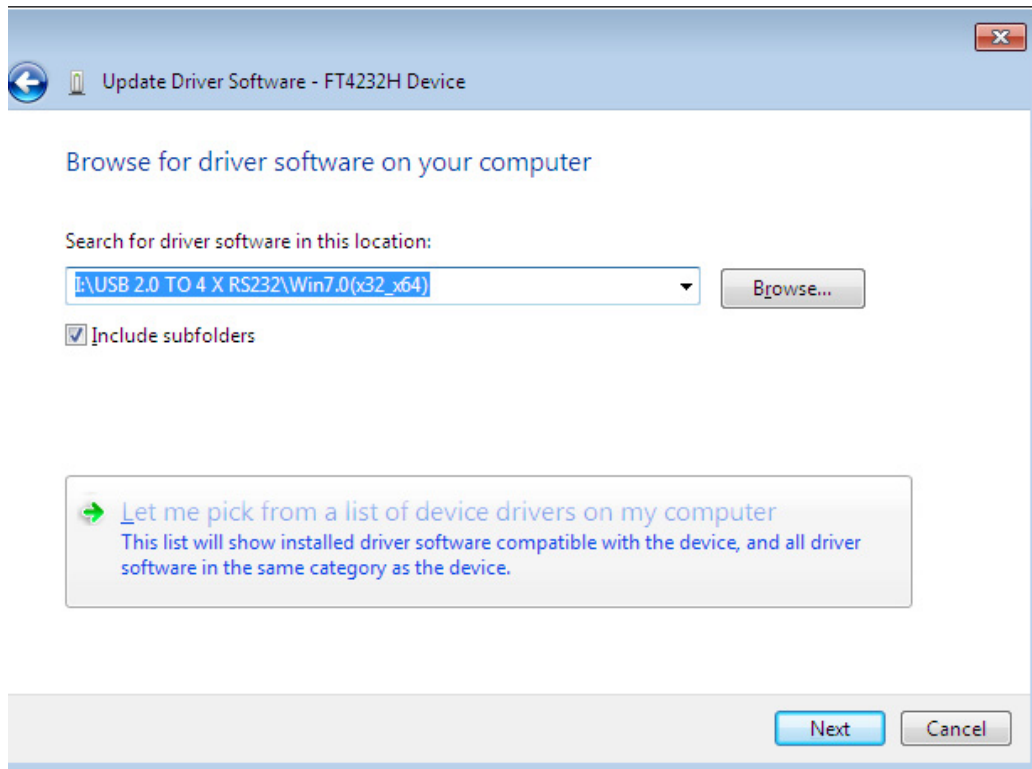 Update Driver Software - FT4232H Device
Browse for driver software on your computer
Search for driver software in this location:
I:\USB 2.0 TO 4 X RS232\Win7.0(x32_x64)
Browse...
Include subfolders
Let me pick from a list of device drivers on my computer
This list will show installed driver software compatible with the device, and all driver
software in the same category as the device.
Next
Cancel